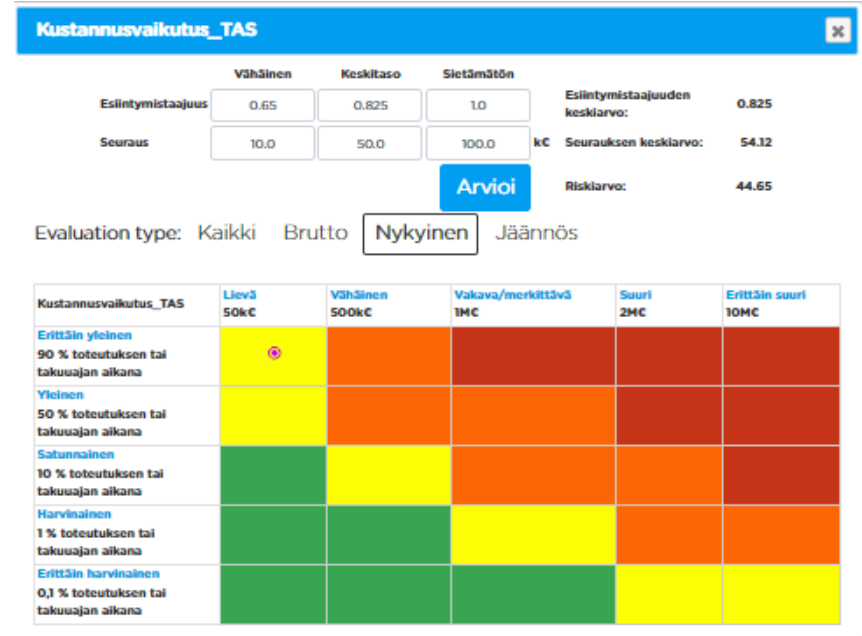 Kustannusvaikutus_TAS
Vähäinen Keskitaso Sietämätön
Esiintymistaajuus 0.65 0.825 1.0 Esiintymistaajuuden keskiarvo: 0.825
Seuraus 10.0 50.0 100.0 k€ Seurauksen keskiarvo: 54.12
Arvioi Riskiarvo: 44.65
Evaluation type: Kaikki Brutto Nykyinen Jäännös
Kustannusvaikutus_TAS
Lievä Vähäinen Vakava/merkittävä Suuri Erittäin suuri
50k€ 500k€ 1M€ 2M€ 10M€
Erittäin yleinen
90 % toteutuksen tai
takuuajan aikana
Yleinen
50 % toteutuksen tai
takuuajan aikana
Satunnainen
10 % toteutuksen tai
takuuajan aikana
Harvinainen
1 % toteutuksen tai
takuuajan aikana
Erittäin harvinainen
0,1 % toteutuksen tai
takuuajan aikana